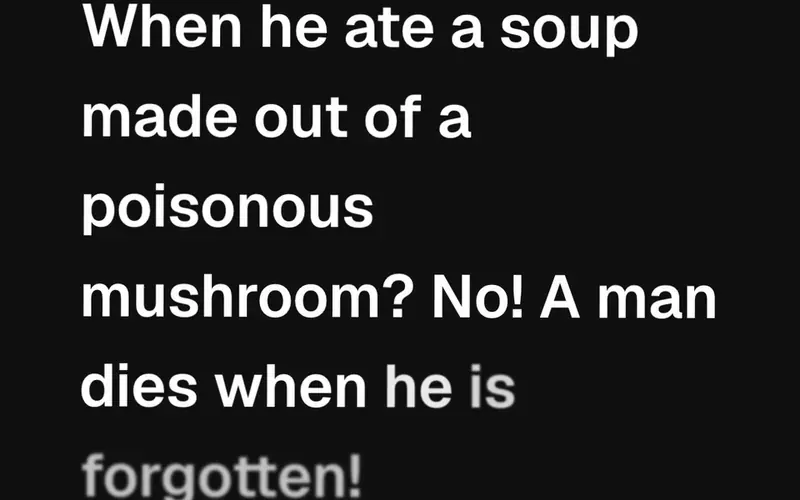 When he ate a soup
made out of a
poisonous
mushroom? No! A man
dies when he is
forgotten!